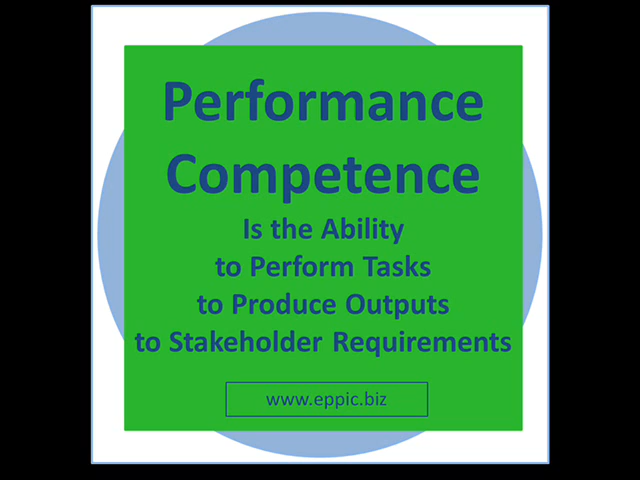 Performance
Competence
Is the Ability
to Perform Tasks
to Produce Outputs
to Stakeholder Requirements
www.eppic.biz